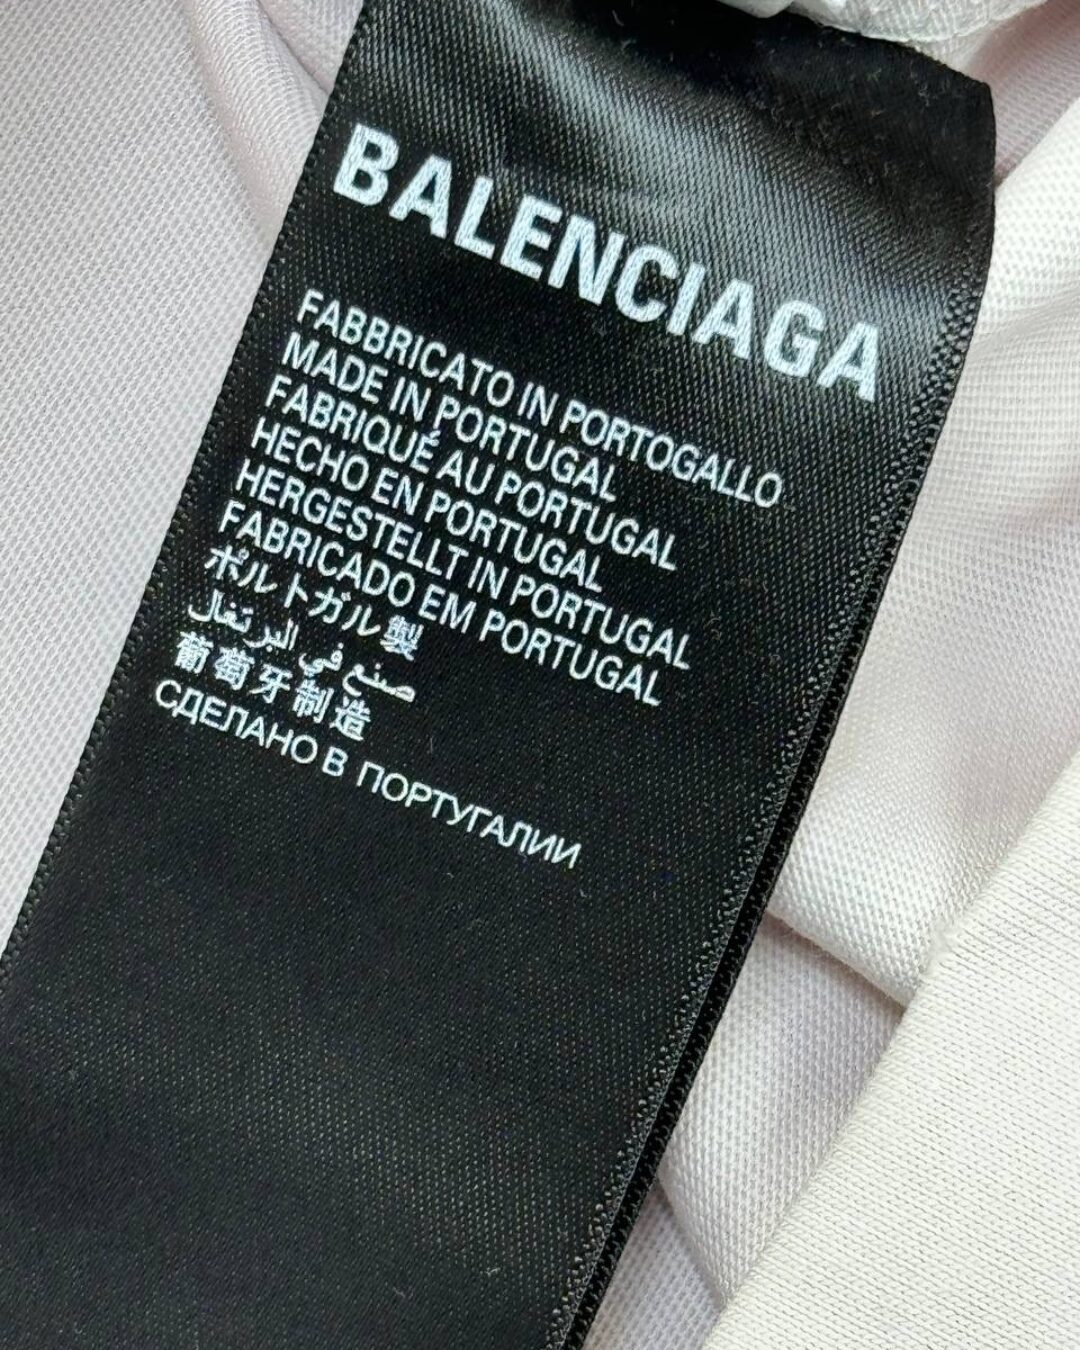 BALENCIAGA
FABBRICATO IN PORTOGALLO
MADE IN PORTUGAL
FABRIQUÉ AU PORTUGAL
HECHO EN PORTUGAL
HERGESTELLT IN PORTUGAL
FABRICADO EM PORTUGAL
ポルトガル製
صنع في البرتغال
葡萄牙制造
СДЕЛАНО В ПОРТУГАЛИИ